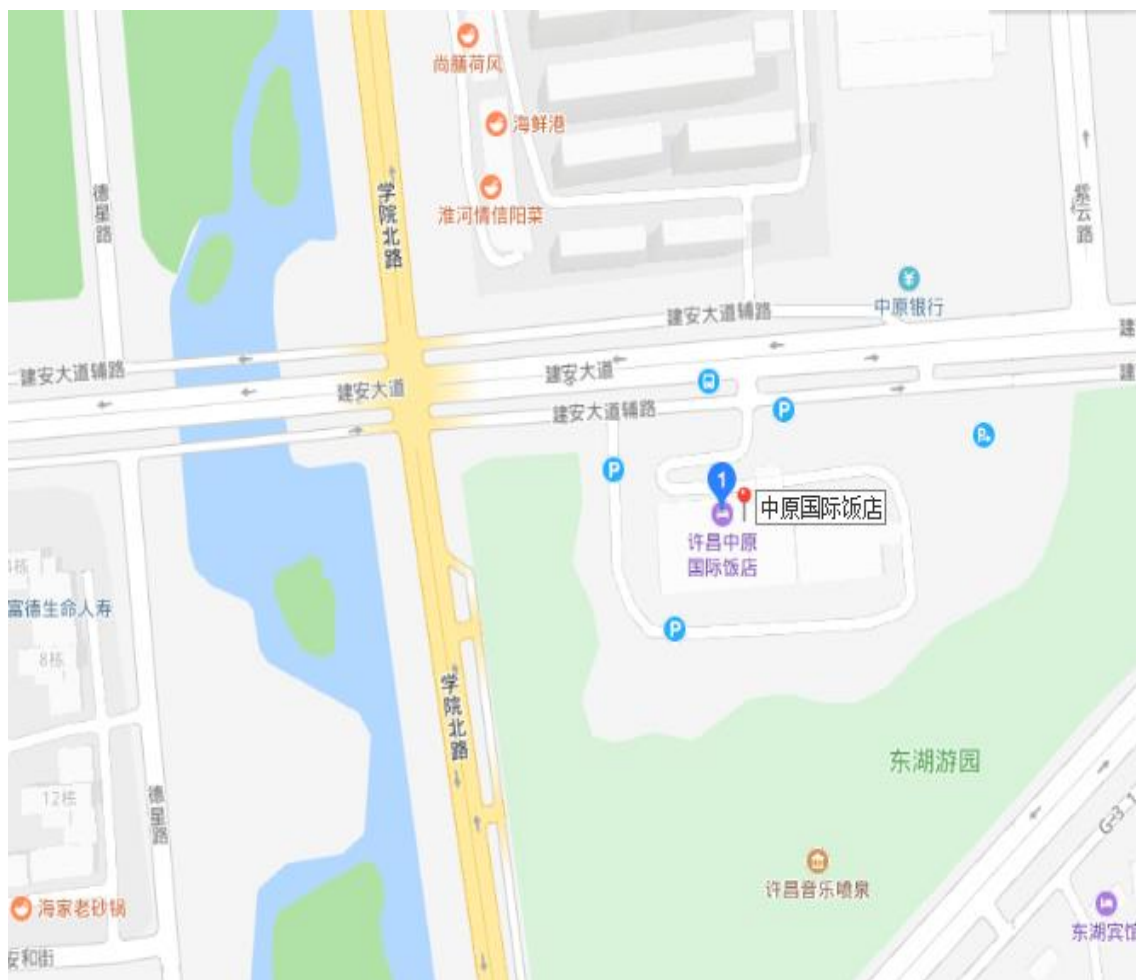 尚膳荷风
海鲜港
淮河情信阳菜
德星路
学院北路
紫云路
中原银行
建安大道辅路
建
建安大道辅路
建安大道
建安大道
建
建安大道辅路
P
P
1
中原国际饭店
许昌中原
国际饭店
P
富德生命人寿
8栋
学院北路
东湖游园
12栋
德星路
许昌音乐喷泉
海家老砂锅
东湖宾馆
安和街